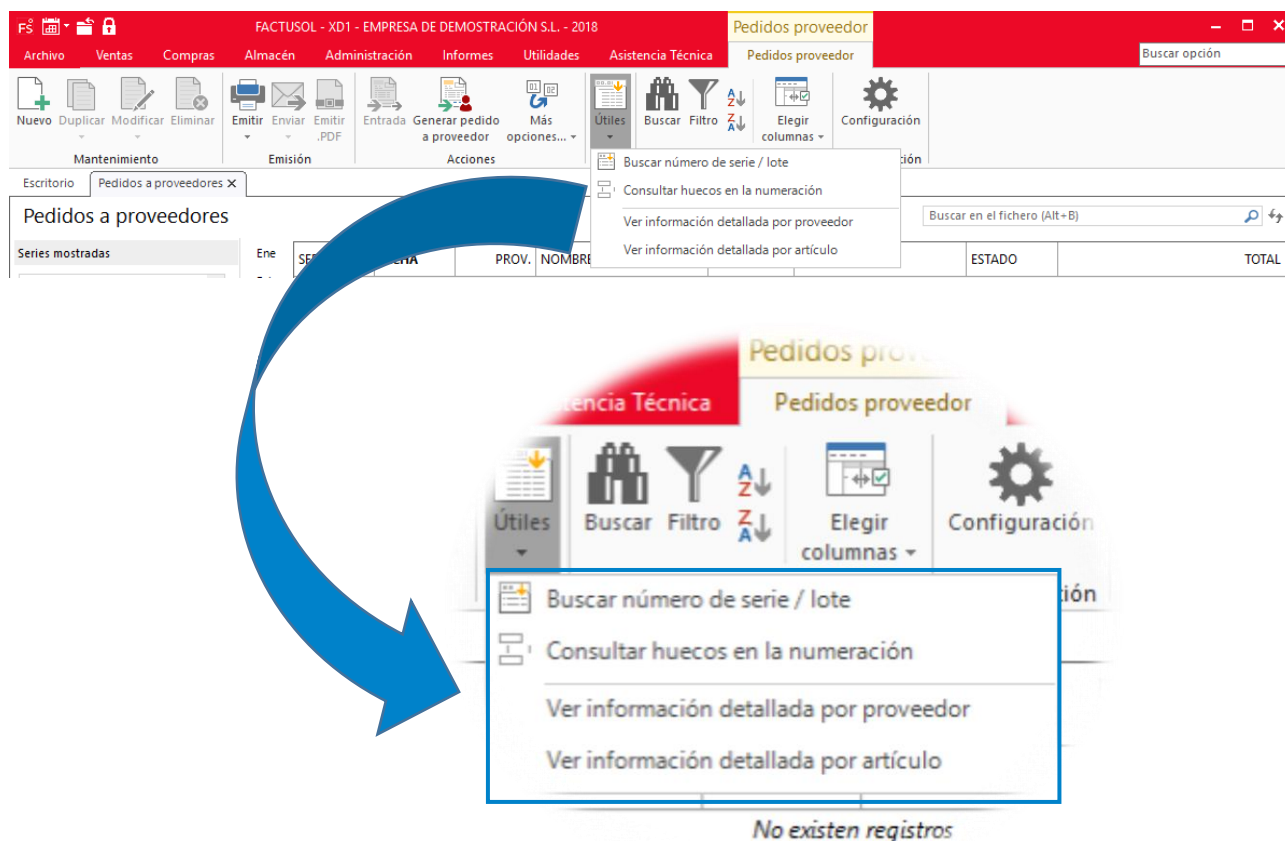 FS FACTUSOL - XD1 - EMPRESA DE DEMOSTRACIÓN S.L. - 2018 Pedidos proveedor
Archivo Ventas Compras Almacén Administración Informes Utilidades Asistencia Técnica Pedidos proveedor Buscar opción
Nuevo Duplicar Modificar Eliminar Emitir Enviar Emitir .PDF Entrada Generar pedido a proveedor Más opciones... Útiles Buscar Filtro Elegir columnas Configuración
Mantenimiento Emisión Acciones ión
Buscar número de serie / lote
Consultar huecos en la numeración
Ver información detallada por proveedor
Ver información detallada por artículo
Escritorio Pedidos a proveedores X
Pedidos a proveedores Buscar en el fichero (Alt+B)
Series mostradas Ene PROV. NOMBRE ESTADO TOTAL
Pedidos
Asistencia Técnica Pedidos proveedor
Útiles Buscar Filtro Elegir columnas Configuración
ión
Buscar número de serie / lote
Consultar huecos en la numeración
Ver información detallada por proveedor
Ver información detallada por artículo
No existen registros